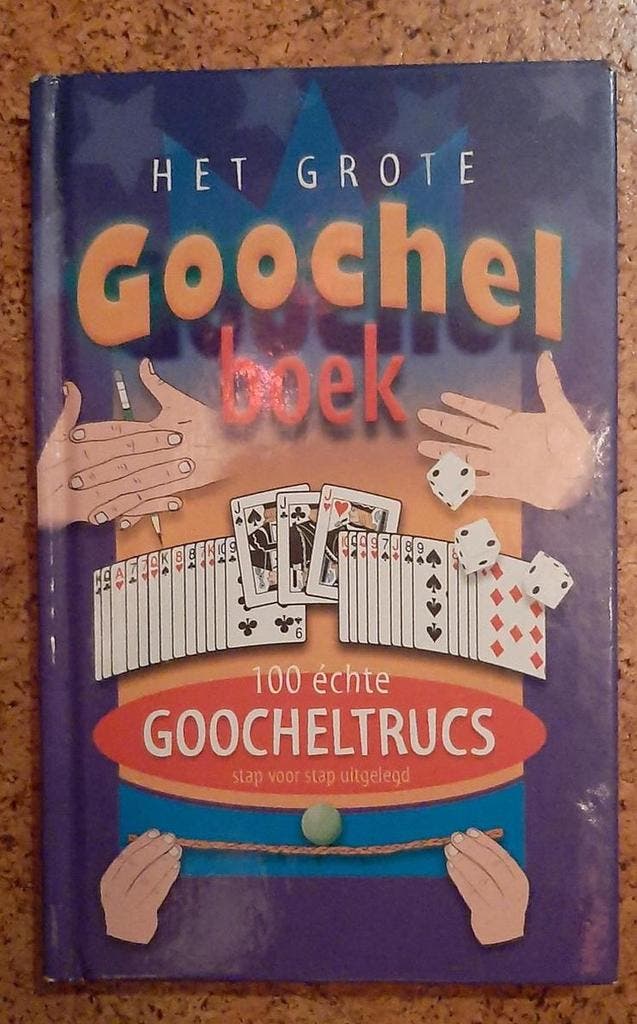 HET GROTE
Goochel
boek
100 échte
GOOCHELTRUCS
stap voor stap uitgelegd